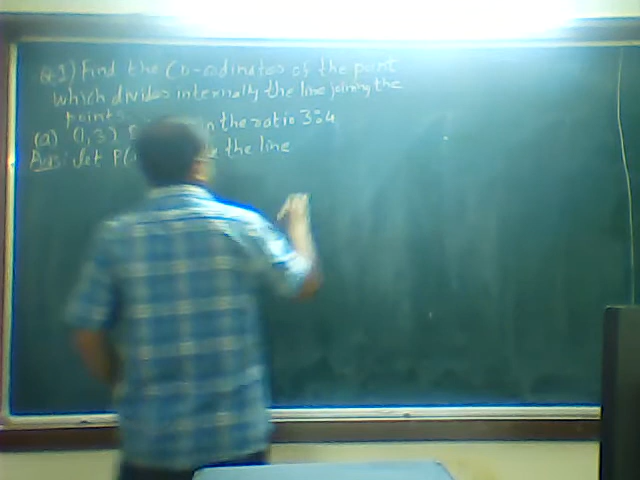 Q.1) Find the Co-ordinates of the point
which divides internally the line joining the
points in the ratio 3:4
(a) (1,3)
Ans: Let P( the line